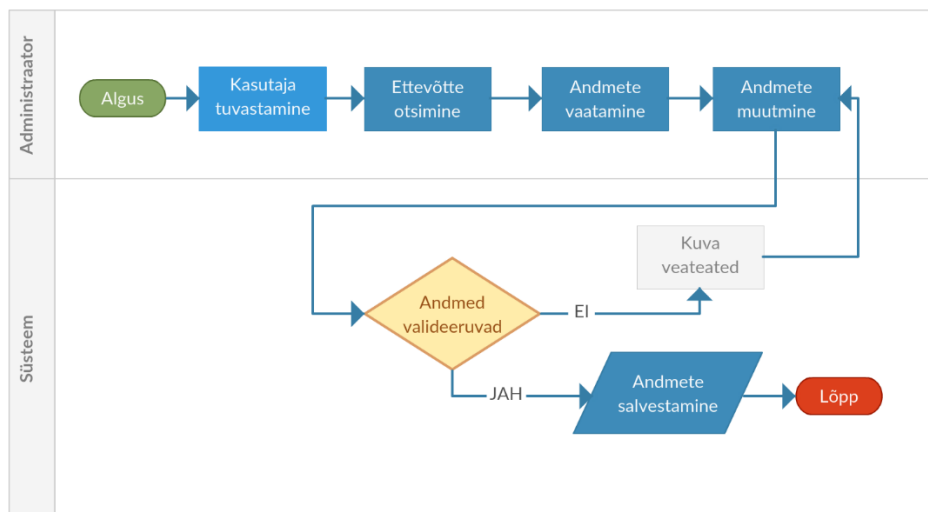 Administraator
Algus
Kasutaja
tuvastamine
Ettevõtte
otsimine
Andmete
vaatamine
Andmete
muutmine
Süsteem
Kuva
veateated
Andmed
valideeruvad
EI
JAH
Andmete
salvestamine
Lõpp